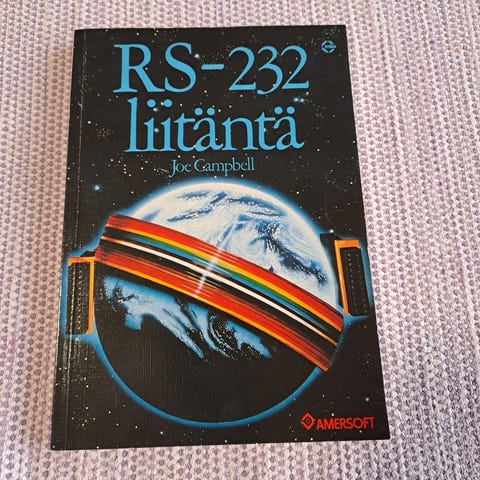 RS-232
liitäntä
Joe Campbell
AMERSOFT